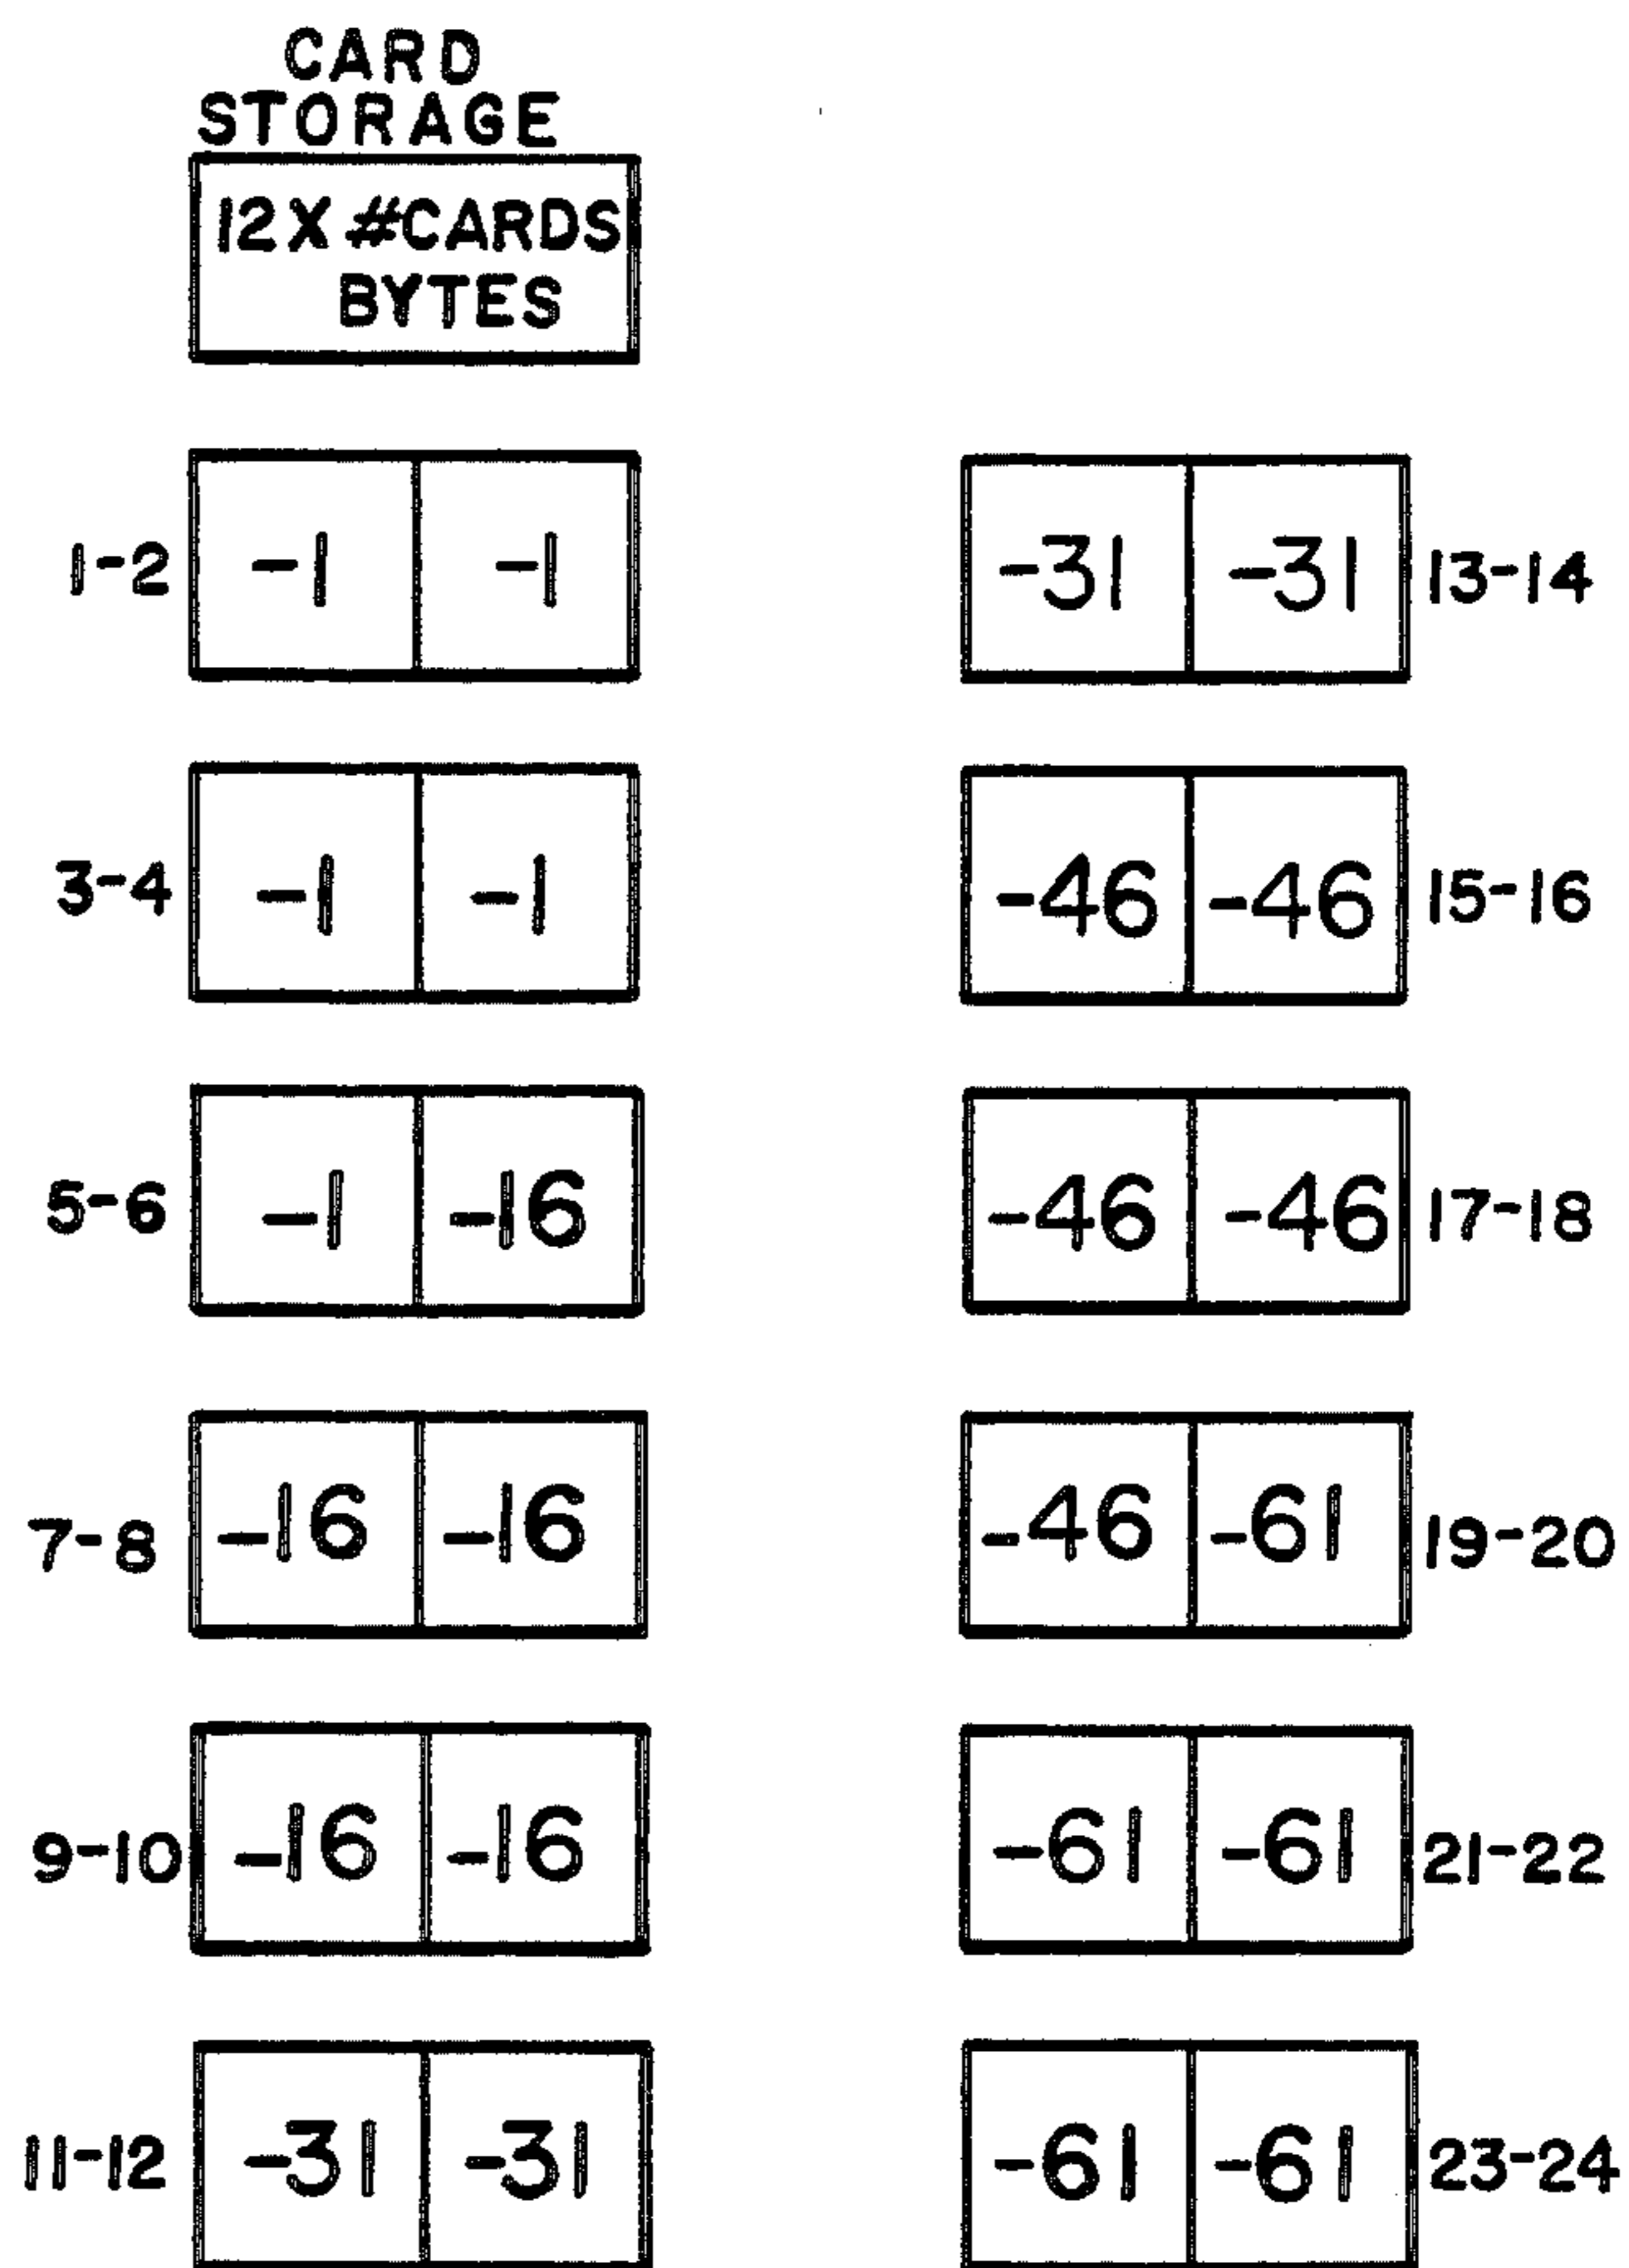 CARD
STORAGE
12X #CARDS
BYTES
1-2 -1 -1
3-4 -1 -1
5-6 -1 -16
7-8 -16 -16
9-10 -16 -16
11-12 -31 -31
-31 -31 13-14
-46 -46 15-16
-46 -46 17-18
-46 -61 19-20
-61 -61 21-22
-61 -61 23-24